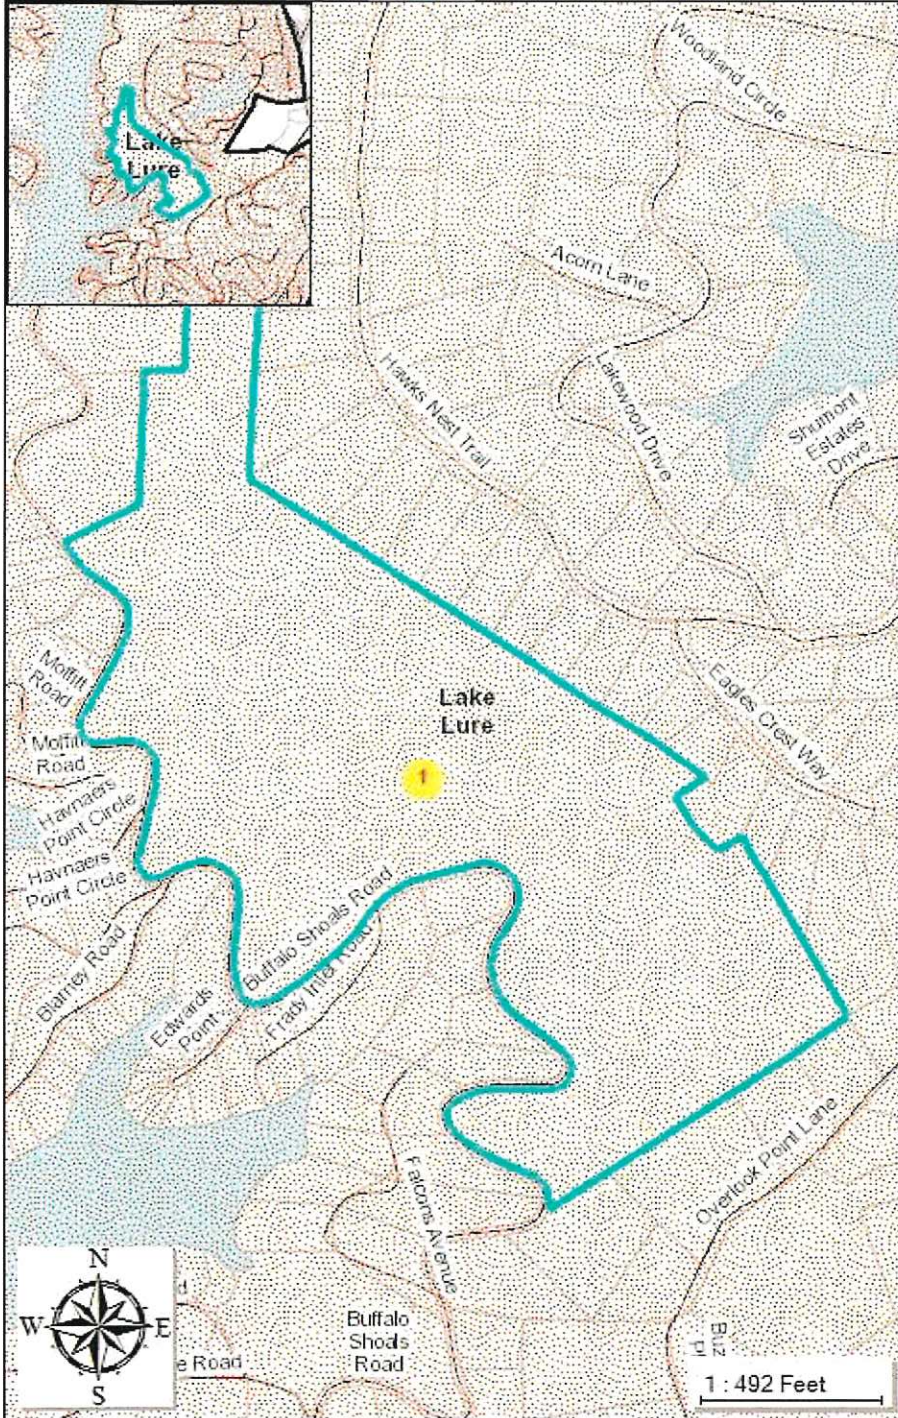 Lake
Lure
Woodland Circle
Acorn Lane
Hawks Nest Trail
Lakewood Drive
Shumont
Estates
Drive
Moffitt
Road
Lake
Lure
Eagles Crest Way
1
Moffitt
Road
Havnaers
Point Circle
Havnaers
Point Circle
Buffalo Shoals Road
Blarney Road
Edwards
Point
Frady Inlet Road
Falcons Avenue
Overlook Point Lane
N
W E
S
d
e Road
Buffalo
Shoals
Road
1 : 492 Feet